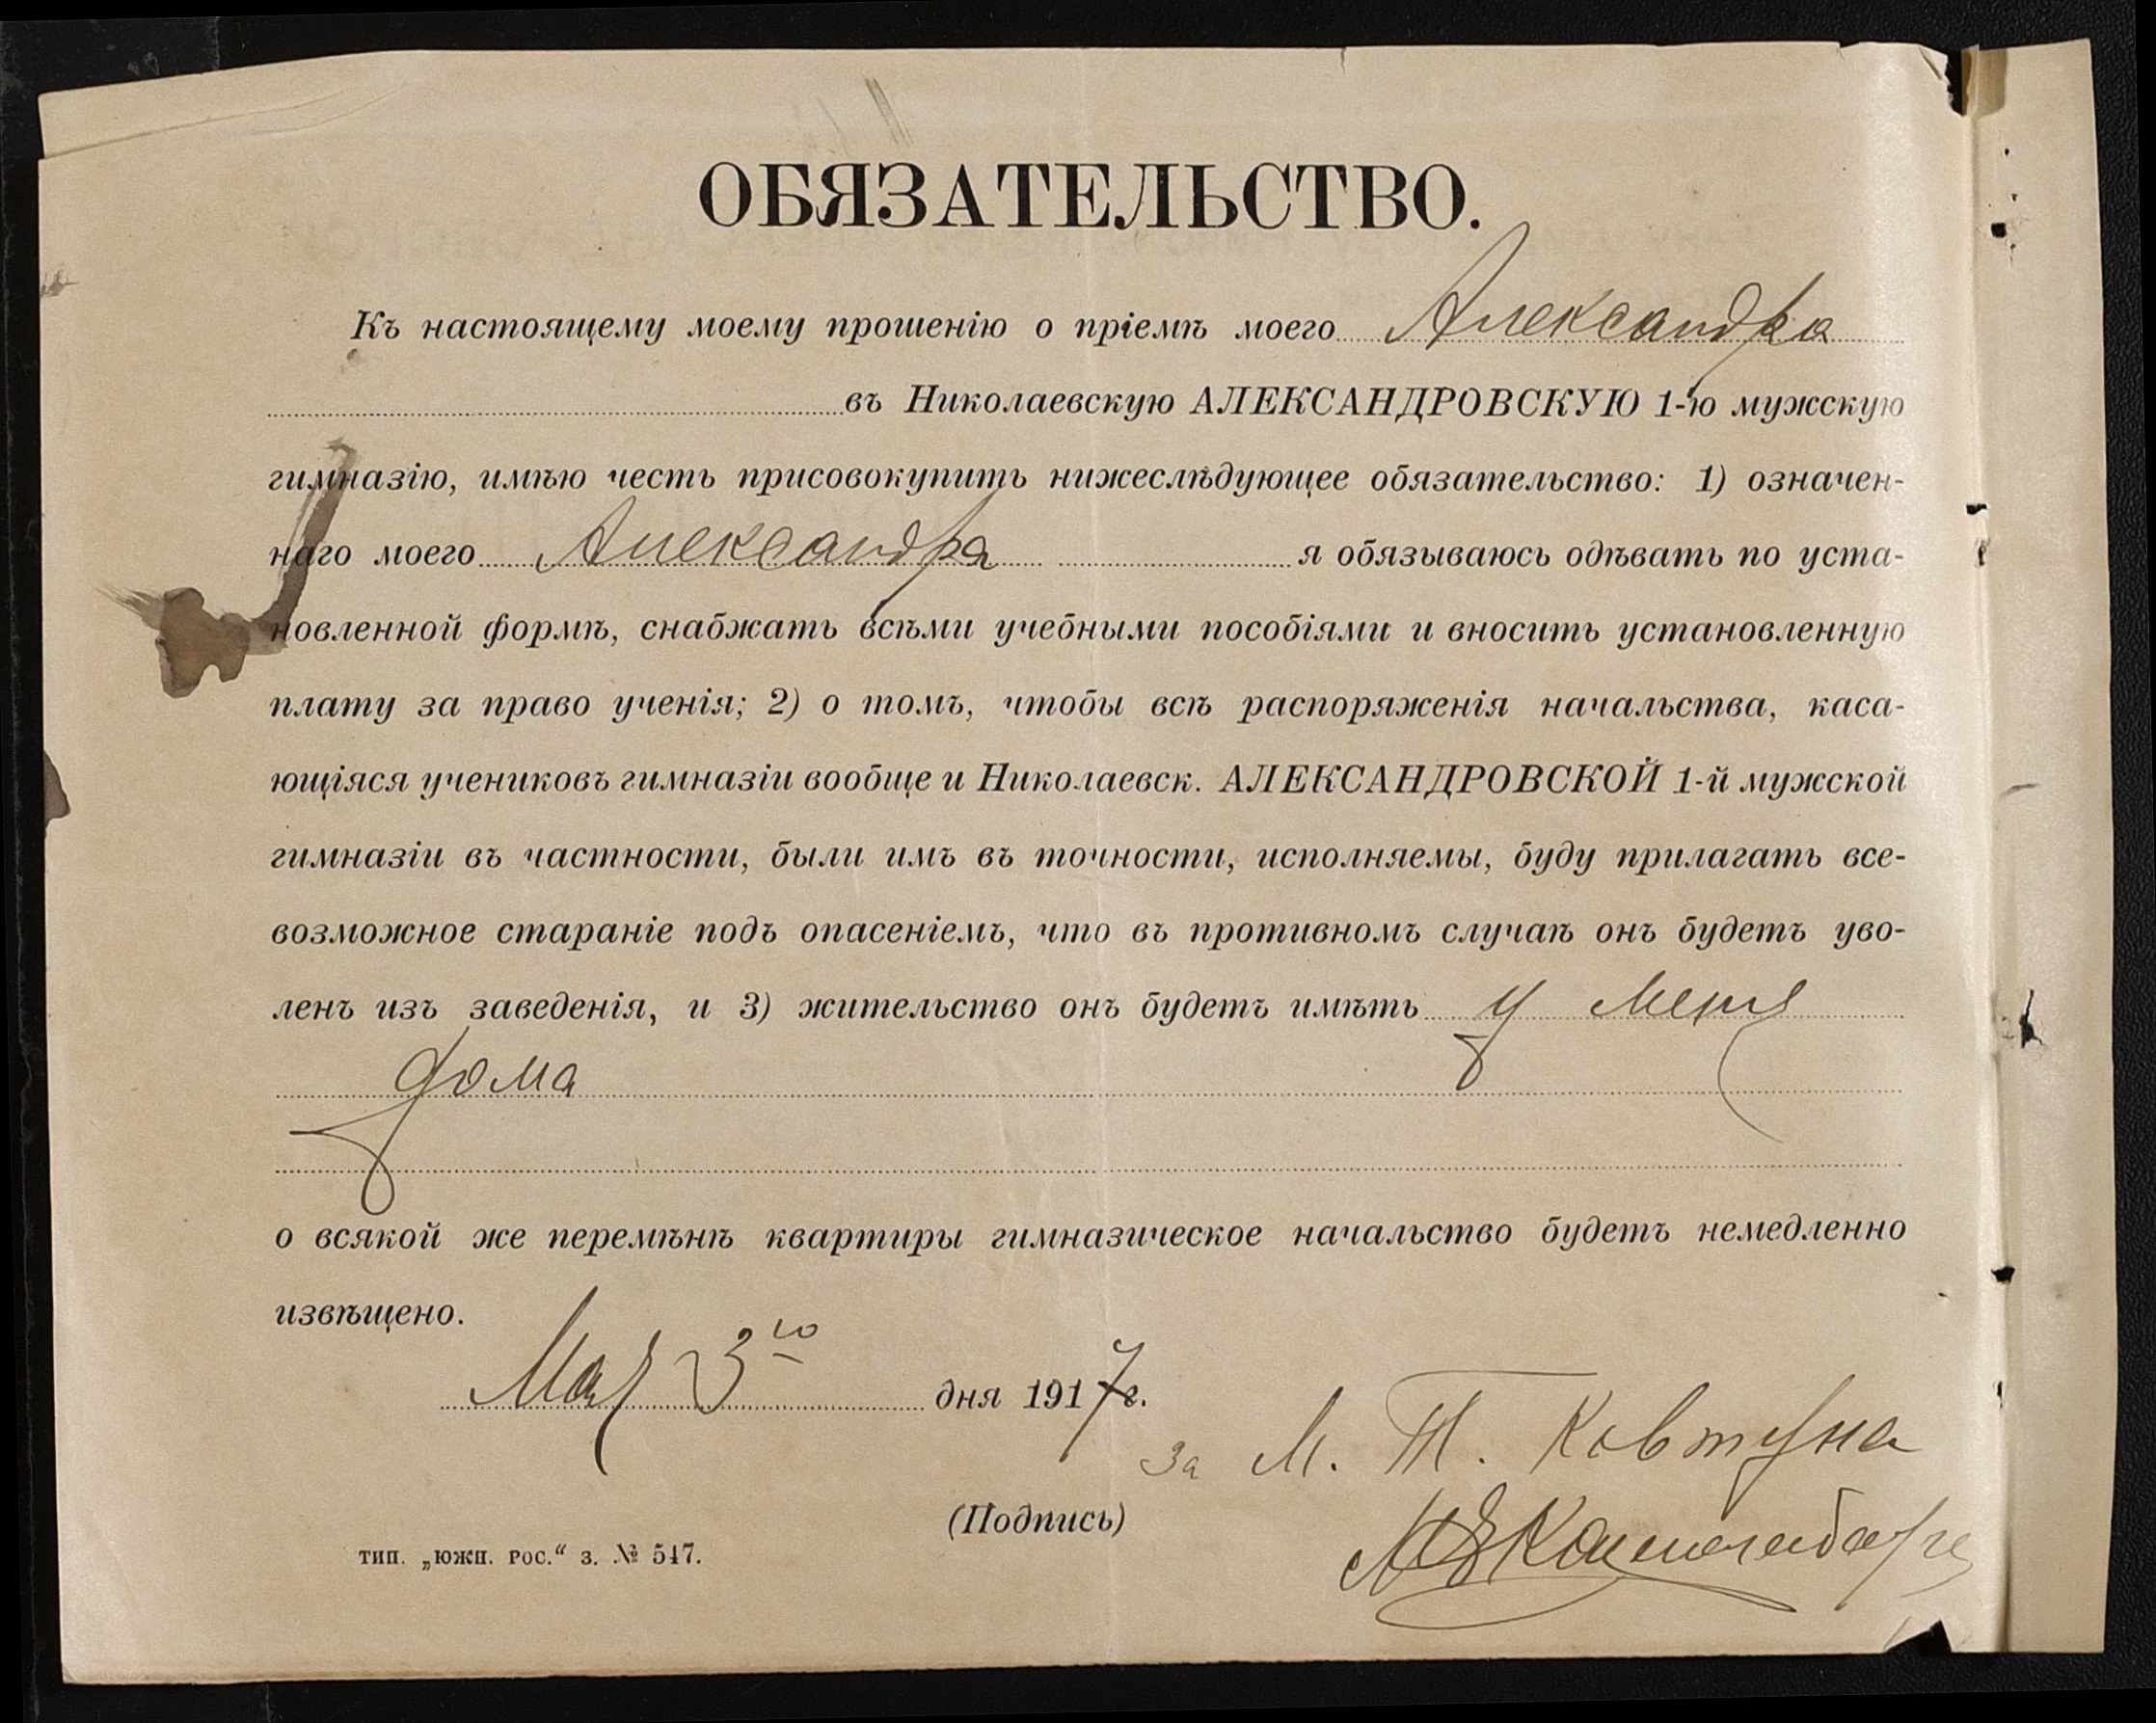 ОБЯЗАТЕЛЬСТВО.
Къ настоящему моему прошенію о пріемѣ моего Александра
въ Николаевскую АЛЕКСАНДРОВСКУЮ 1-ю мужскую
гимназію, имѣю честь присовокупить нижеслѣдующее обязательство: 1) означен-
наго моего Александра я обязываюсь одѣвать по уста-
новленной формѣ, снабжать всѣми учебными пособіями и вносить установленную
плату за право ученія; 2) о томъ, чтобы всѣ распоряженія начальства, каса-
ющіяся учениковъ гимназіи вообще и Николаевск. АЛЕКСАНДРОВСКОЙ 1-й мужской
гимназіи въ частности, были имъ въ точности, исполняемы, буду прилагать все-
возможное стараніе подъ опасеніемъ, что въ противномъ случаѣ онъ будетъ уво-
ленъ изъ заведенія, и 3) жительство онъ будетъ имѣть у меня
дома
о всякой же перемѣнѣ квартиры гимназическое начальство будетъ немедленно
извѣщено.
Мая 3го дня 1917г.
за М. Т. Ковтуна
(Подпись)
тип. „южн. рос.“ з. № 547.